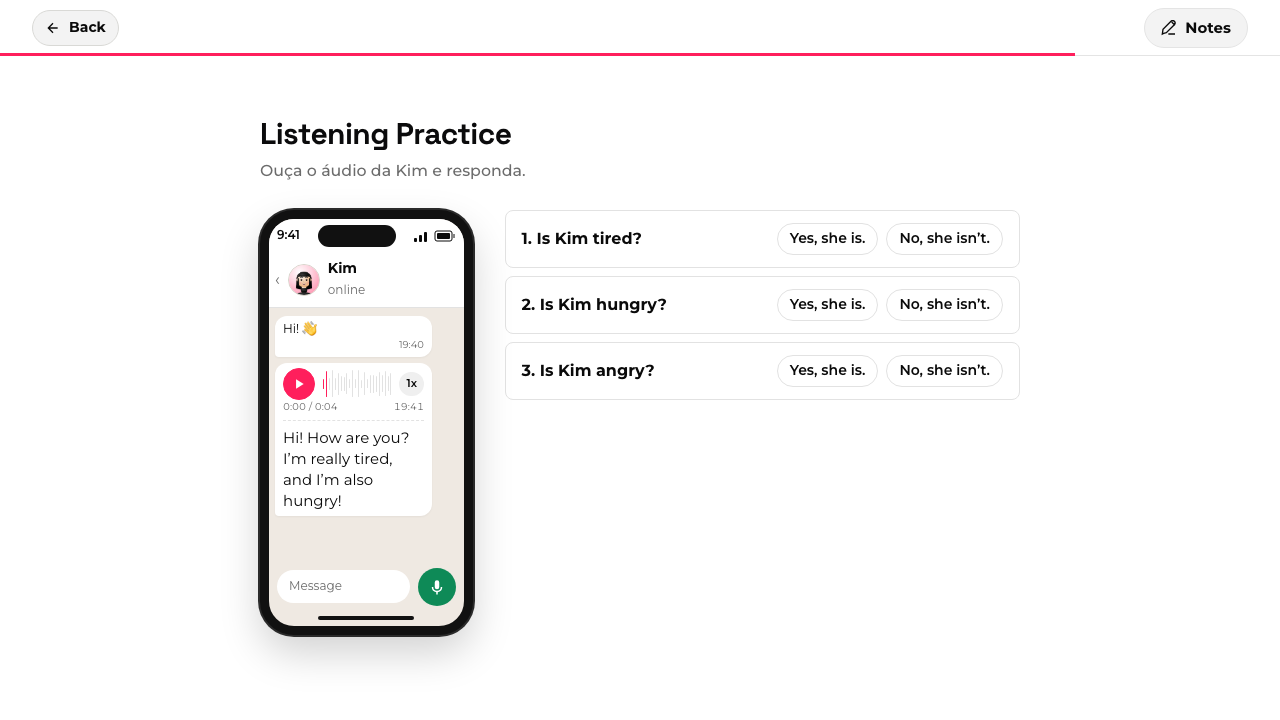 Back
Notes
Listening Practice
Ouça o áudio da Kim e responda.
9:41
Kim
online
Hi! 👋
19:40
1x
0:00 / 0:04
19:41
Hi! How are you?
I’m really tired,
and I’m also
hungry!
Message
1. Is Kim tired?
Yes, she is.
No, she isn’t.
2. Is Kim hungry?
Yes, she is.
No, she isn’t.
3. Is Kim angry?
Yes, she is.
No, she isn’t.